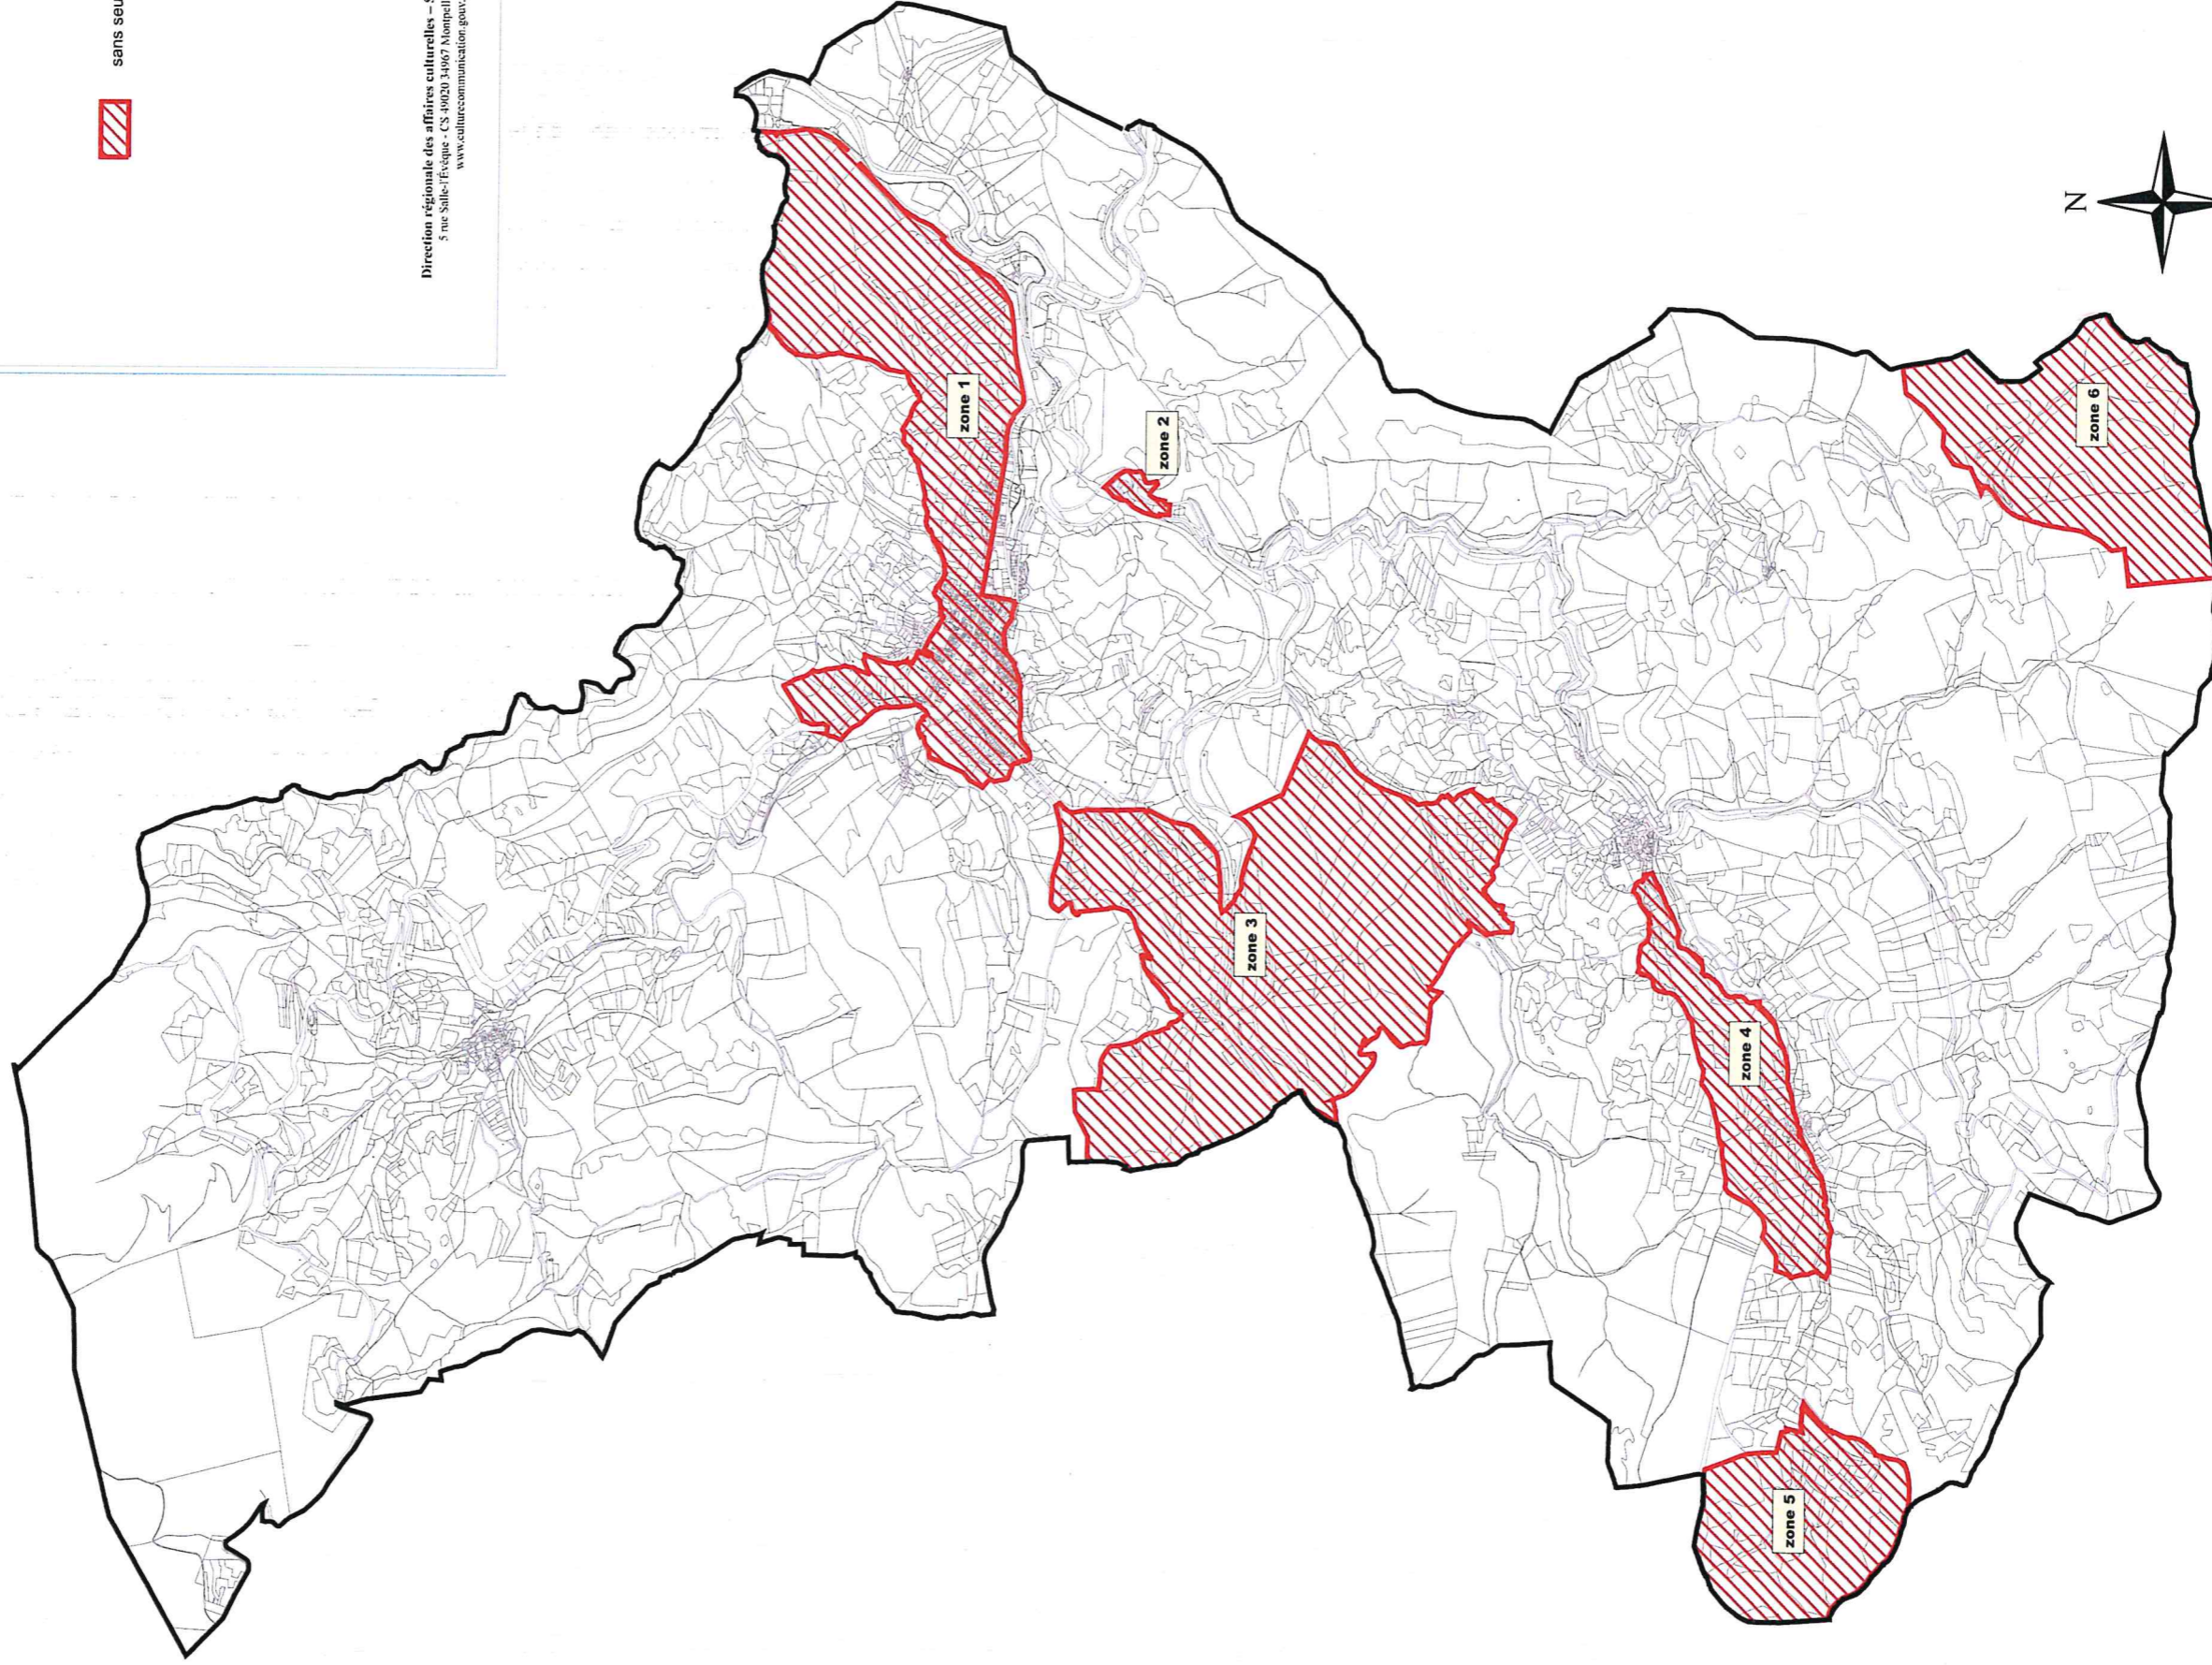 sans seu
Direction régionale des affaires culturelles – S
5 rue Salle-l'Évêque - CS 49020 34967 Montpell
www.culturecommunication.gouv.
N
zone 1
zone 2
zone 3
zone 4
zone 5
zone 6